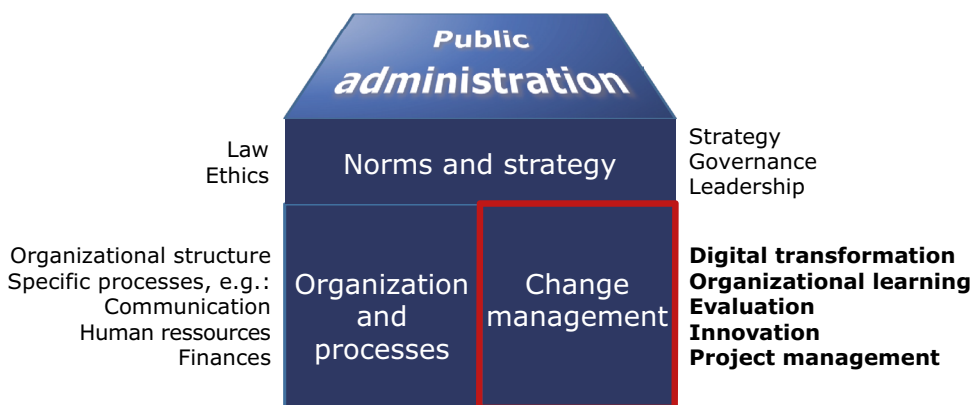 Public
administration
Law
Ethics
Norms and strategy
Strategy
Governance
Leadership
Organizational structure
Specific processes, e.g.:
Communication
Human ressources
Finances
Organization
and
processes
Change
management
Digital transformation
Organizational learning
Evaluation
Innovation
Project management